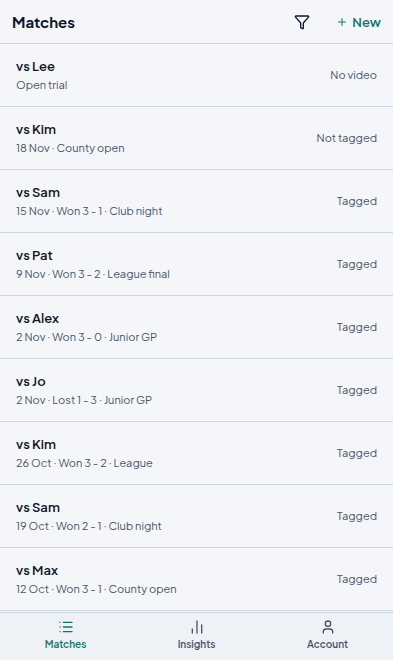 Matches
+ New
vs Lee
Open trial
No video
vs Kim
18 Nov · County open
Not tagged
vs Sam
15 Nov · Won 3 - 1 · Club night
Tagged
vs Pat
9 Nov · Won 3 - 2 · League final
Tagged
vs Alex
2 Nov · Won 3 - 0 · Junior GP
Tagged
vs Jo
2 Nov · Lost 1 - 3 · Junior GP
Tagged
vs Kim
26 Oct · Won 3 - 2 · League
Tagged
vs Sam
19 Oct · Won 2 - 1 · Club night
Tagged
vs Max
12 Oct · Won 3 - 1 · County open
Tagged
Matches
Insights
Account